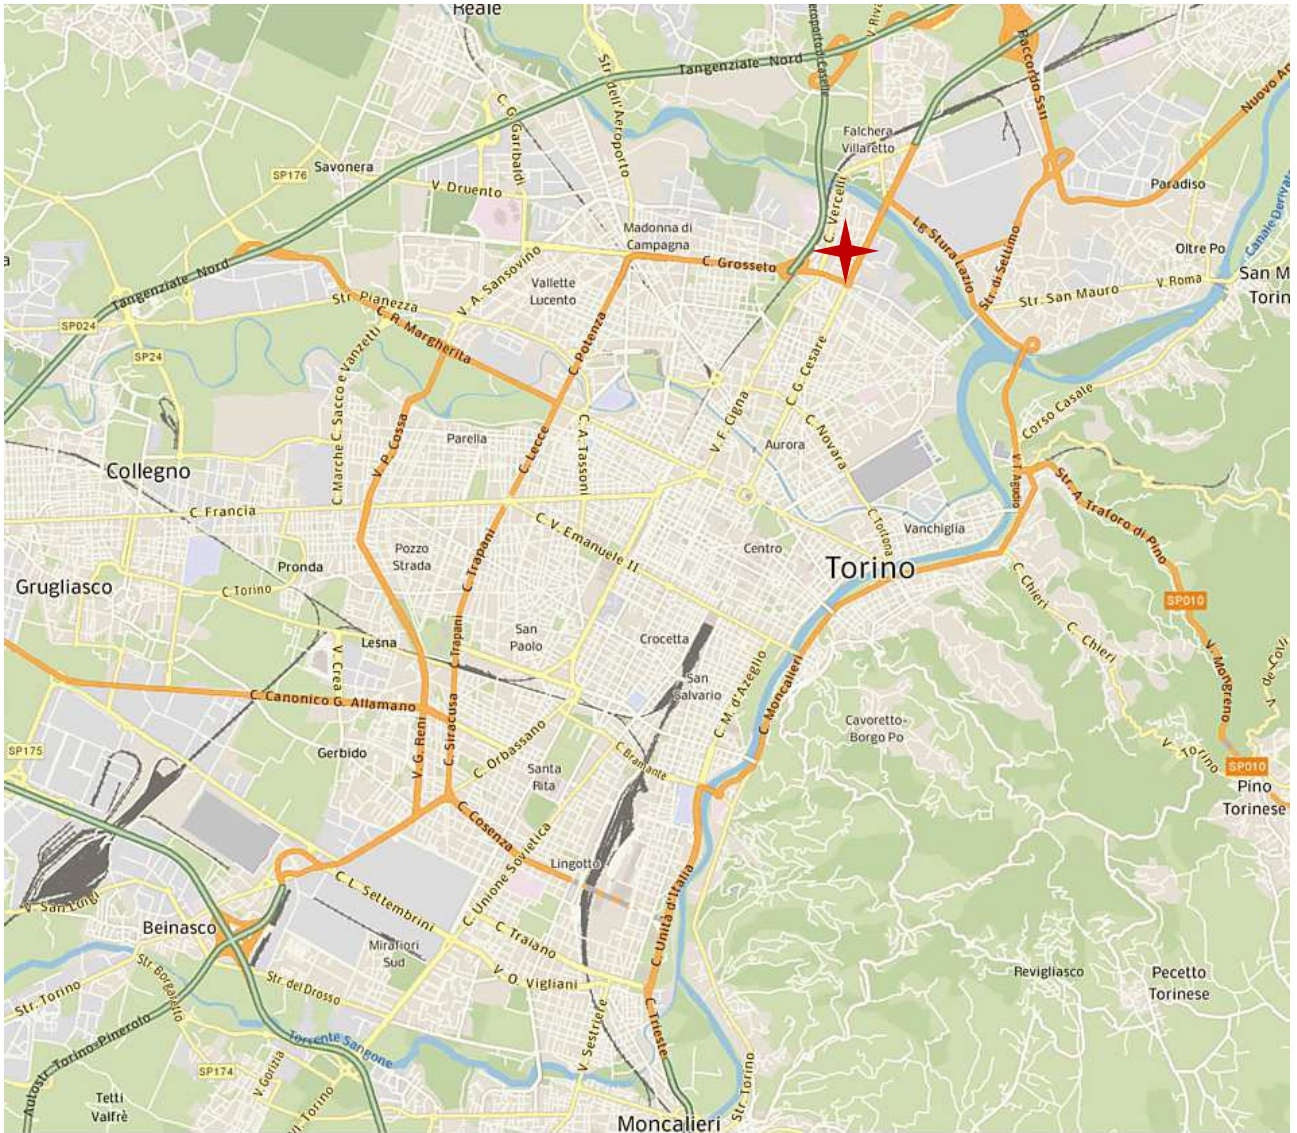 Reale
Tangenziale Nord
Aeroporto di Caselle
V. Riva
Raccordo Ssti
Nuovo An
Str. dell'Aeroporto
C. G. Garibaldi
Falchera
Villaretto
Savonera
SP176
V. Druento
C. Vercelli
Paradiso
Canale Derivat
Madonna di
Campagna
Lg Stura Lazio
Str. di Settimo
Oltre Po
C. Grosseto
V. A. Sansovino
Tangenziale Nord
Vallette
Lucento
San M
Torin
V. Roma
Str. San Mauro
Str. Pianezza
C. R. Margherita
SP024
SP24
C. Potenza
C. G. Cesare
C. Marche C. Sacco e Vanzetti
V. P. Cossa
Corso Casale
V. F. Cigna
C. Novara
Aurora
Parella
C. Lecce
C. A. Tassoni
Collegno
V. T. Agudio
Str. A Traforo di Pino
C. Francia
C. V. Emanuele II
C. Tortona
Vanchiglia
Centro
Pozzo
Strada
C. Trapani
Torino
Pronda
Grugliasco
C. Torino
C. Chieri
SP010
C. Chieri
San
Paolo
Crocetta
Lesna
C. Trapani
V. Crea
V. Mongreno
San
Salvario
C. M. d'Azeglio
C. Moncalieri
C. Canonico G. Allamano
C. Siracusa
V. G. Reni
Cavoretto-
Borgo Po
V. Torino
SP175
Gerbido
C. Orbassano
C. Bramante
Santa
Rita
SP010
Pino
Torinese
C. Cosenza
Lingotto
C. Unione Sovietica
C. Unità d'Italia
C. L. Settembrini
V. San Luigi
Beinasco
Mirafiori
Sud
C. Traiano
V. O. Vigliani
Str. Borgaretto
Str. del Drosso
Str. Torino
Revigliasco
Pecetto
Torinese
C. Trieste
V. Sestriere
Autostr. Torino-Pinerolo
Torrente Sangone
SP174
V. Gorizia
Str. Torino
Tetti
Valfrè
Moncalieri